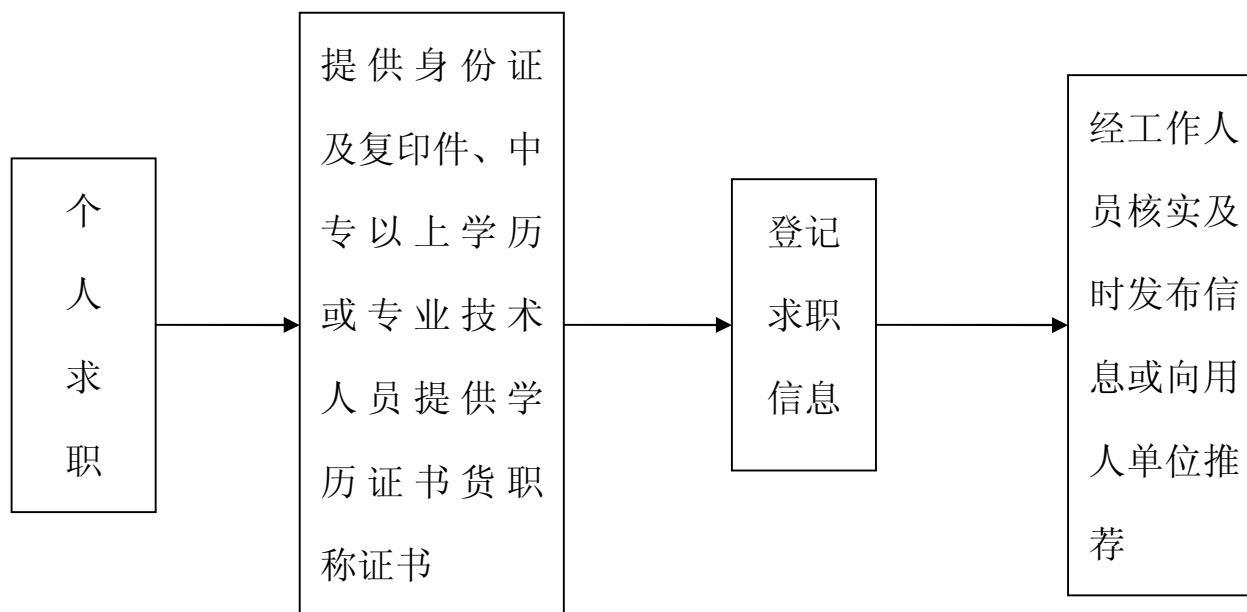 个
人
求
职
提供身份证
及复印件、中
专以上学历
或专业技术
人员提供学
历证书货职
称证书
登记
求职
信息
经工作人
员核实及
时发布信
息或向用
人单位推
荐